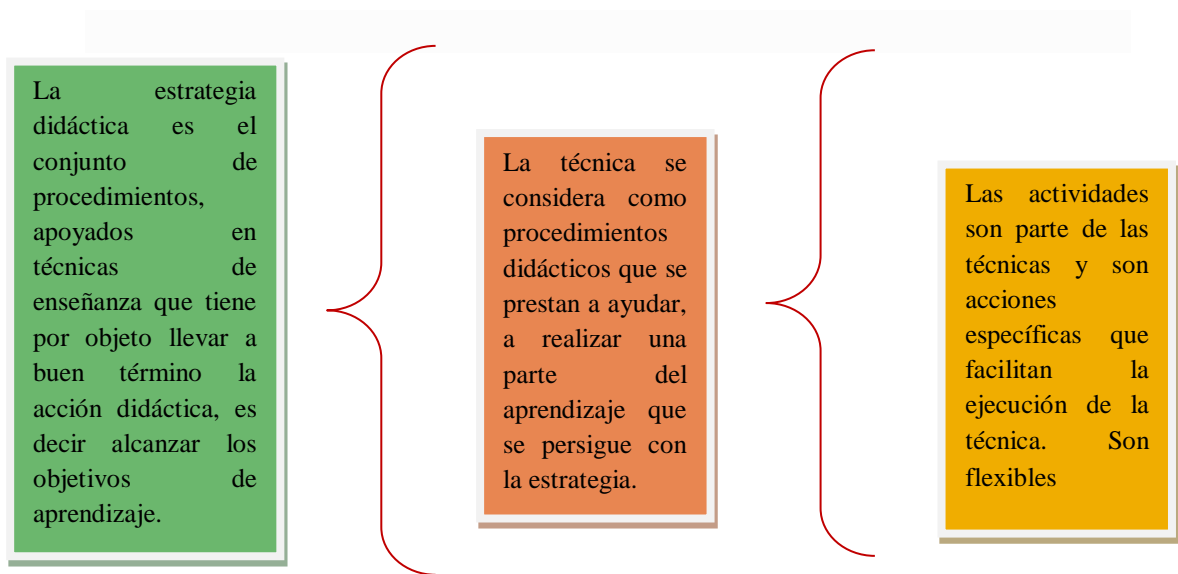 La estrategia
didáctica es el
conjunto de
procedimientos,
apoyados en
técnicas de
enseñanza que tiene
por objeto llevar a
buen término la
acción didáctica, es
decir alcanzar los
objetivos de
aprendizaje.
La técnica se
considera como
procedimientos
didácticos que se
prestan a ayudar,
a realizar una
parte del
aprendizaje que
se persigue con
la estrategia.
Las actividades
son parte de las
técnicas y son
acciones
específicas que
facilitan la
ejecución de la
técnica. Son
flexibles